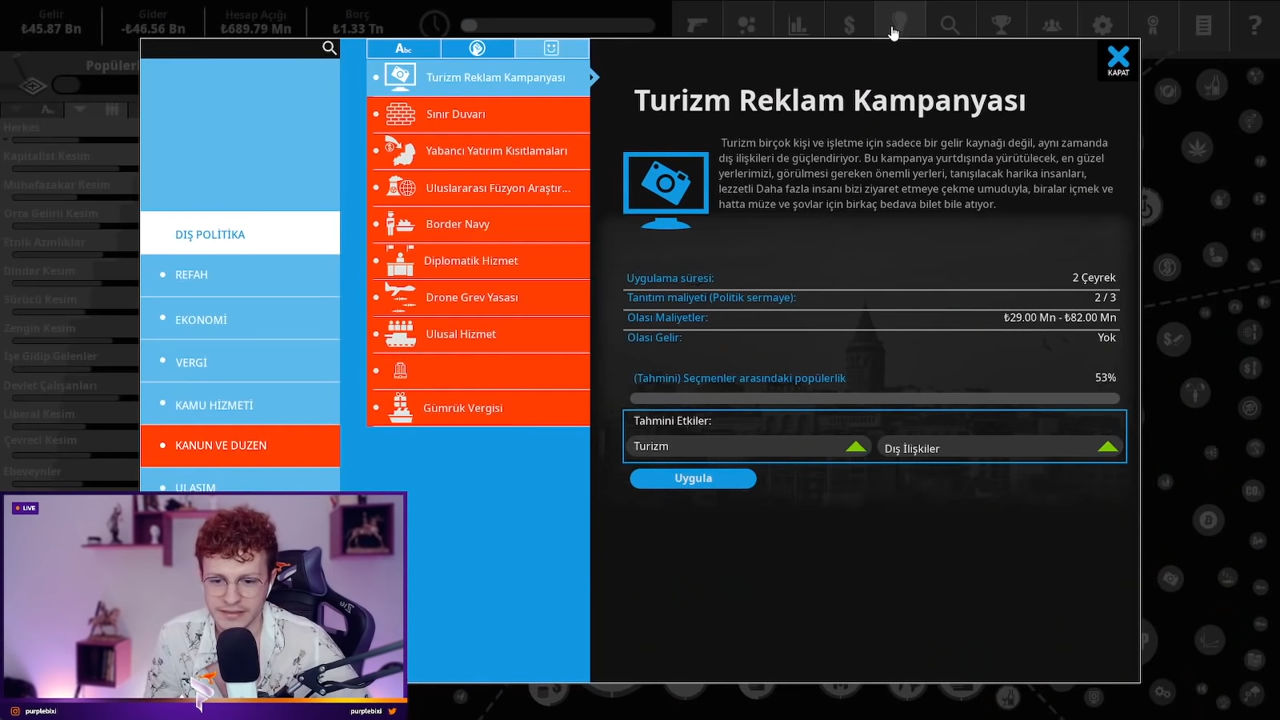 Gelir
₺45.87 Bn
Gider
-₺46.56 Bn
Hesap Açığı
₺689.79 Mn
Borç
₺1.33 Tn
Popüleri
Herkes
Kapitalist Kesim
Muhafazakar Kesim
Orta Gelirli Kesim
Etnik Azınlıklar
Dindar Kesim
Sürücü Kesim
Zengin Kesim
İşe Gidip Gelenler
Devlet Çalışanları
Liberal Kesim
Çevreci Kesim
Ebeveynler
DIŞ POLİTİKA
REFAH
EKONOMİ
VERGİ
KAMU HİZMETİ
KANUN VE DUZEN
ULAŞIM
Abc
Turizm Reklam Kampanyası
Sınır Duvarı
Yabancı Yatırım Kısıtlamaları
Uluslararası Füzyon Araştır...
Border Navy
Diplomatik Hizmet
Drone Grev Yasası
Ulusal Hizmet
Gümrük Vergisi
KAPAT
Turizm Reklam Kampanyası
Turizm birçok kişi ve işletme için sadece bir gelir kaynağı değil, aynı zamanda
dış ilişkileri de güçlendiriyor. Bu kampanya yurtdışında yürütülecek, en güzel
yerlerimizi, görülmesi gereken önemli yerleri, tanışılacak harika insanları,
lezzetli Daha fazla insanı bizi ziyaret etmeye çekme umuduyla, biralar içmek ve
hatta müze ve şovlar için birkaç bedava bilet bile atıyor.
Uygulama süresi: 2 Çeyrek
Tanıtım maliyeti (Politik sermaye): 2 / 3
Olası Maliyetler: ₺29.00 Mn - ₺82.00 Mn
Olası Gelir: Yok
(Tahmini) Seçmenler arasındaki popülerlik 53%
Tahmini Etkiler:
Turizm
Dış İlişkiler
Uygula
LIVE
purplebixi
purplebixi